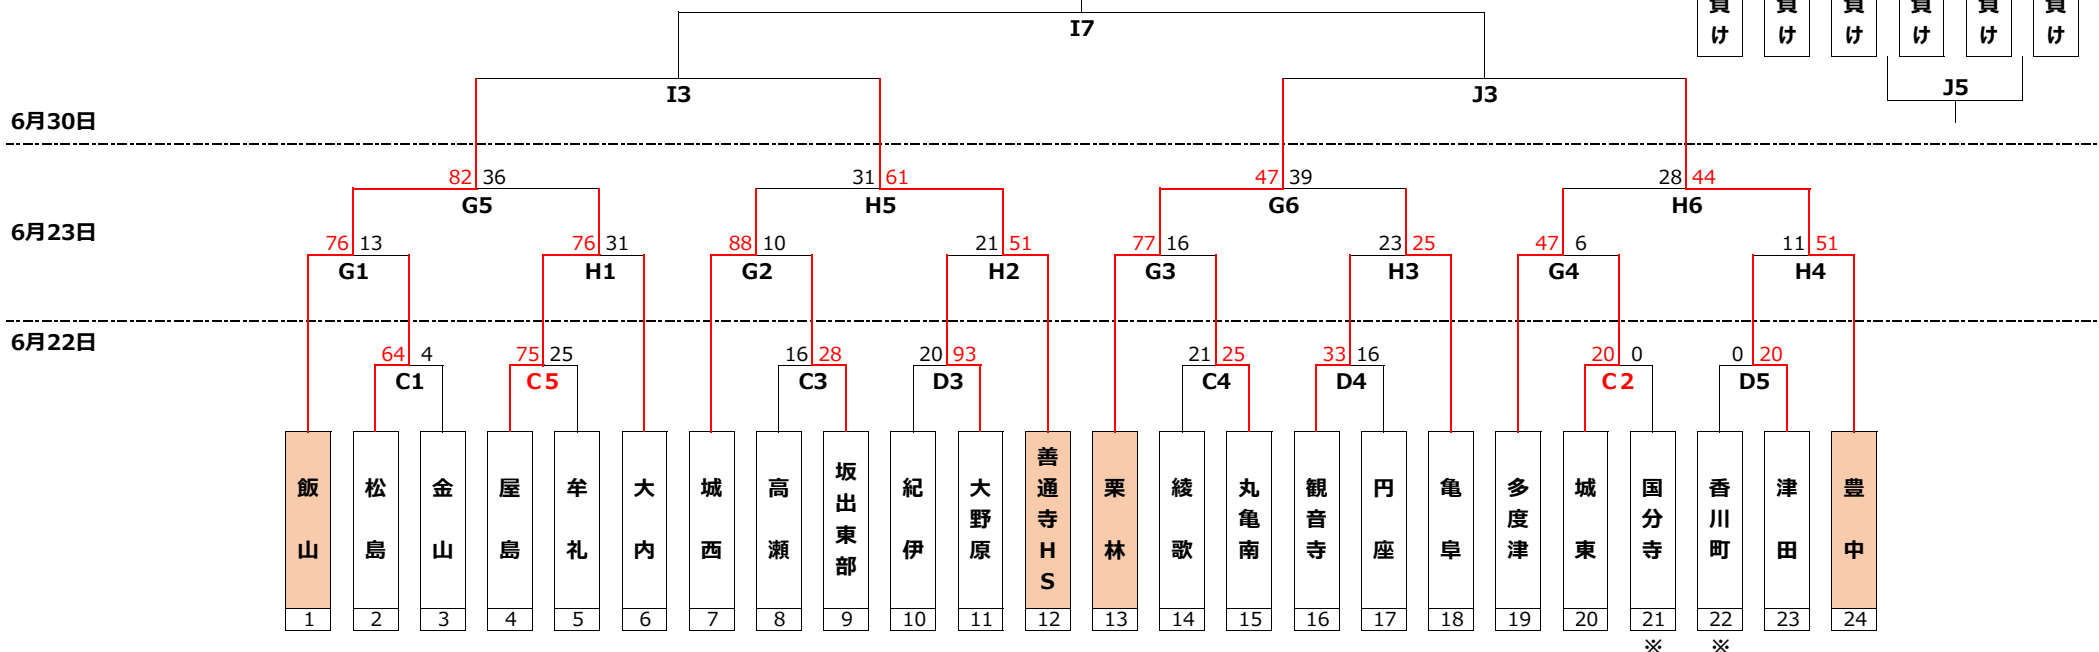 負け 負け 負け 負け 負け 負け
I7
I3 J3 J5
6月30日
82 36 31 61 47 39 28 44
G5 H5 G6 H6
6月23日
76 13 76 31 88 10 21 51 77 16 23 25 47 6 11 51
G1 H1 G2 H2 G3 H3 G4 H4
6月22日
64 4 75 25 16 28 20 93 21 25 33 16 20 0 0 20
C1 C5 C3 D3 C4 D4 C2 D5
飯山 松島 金山 屋島 牟礼 大内 城西 高瀬 坂出東部 紀伊 大野原 善通寺HS 栗林 綾歌 丸亀南 観音寺 円座 亀阜 多度津 城東 国分寺 香川町 津田 豊中
1 2 3 4 5 6 7 8 9 10 11 12 13 14 15 16 17 18 19 20 21 22 23 24
※ ※